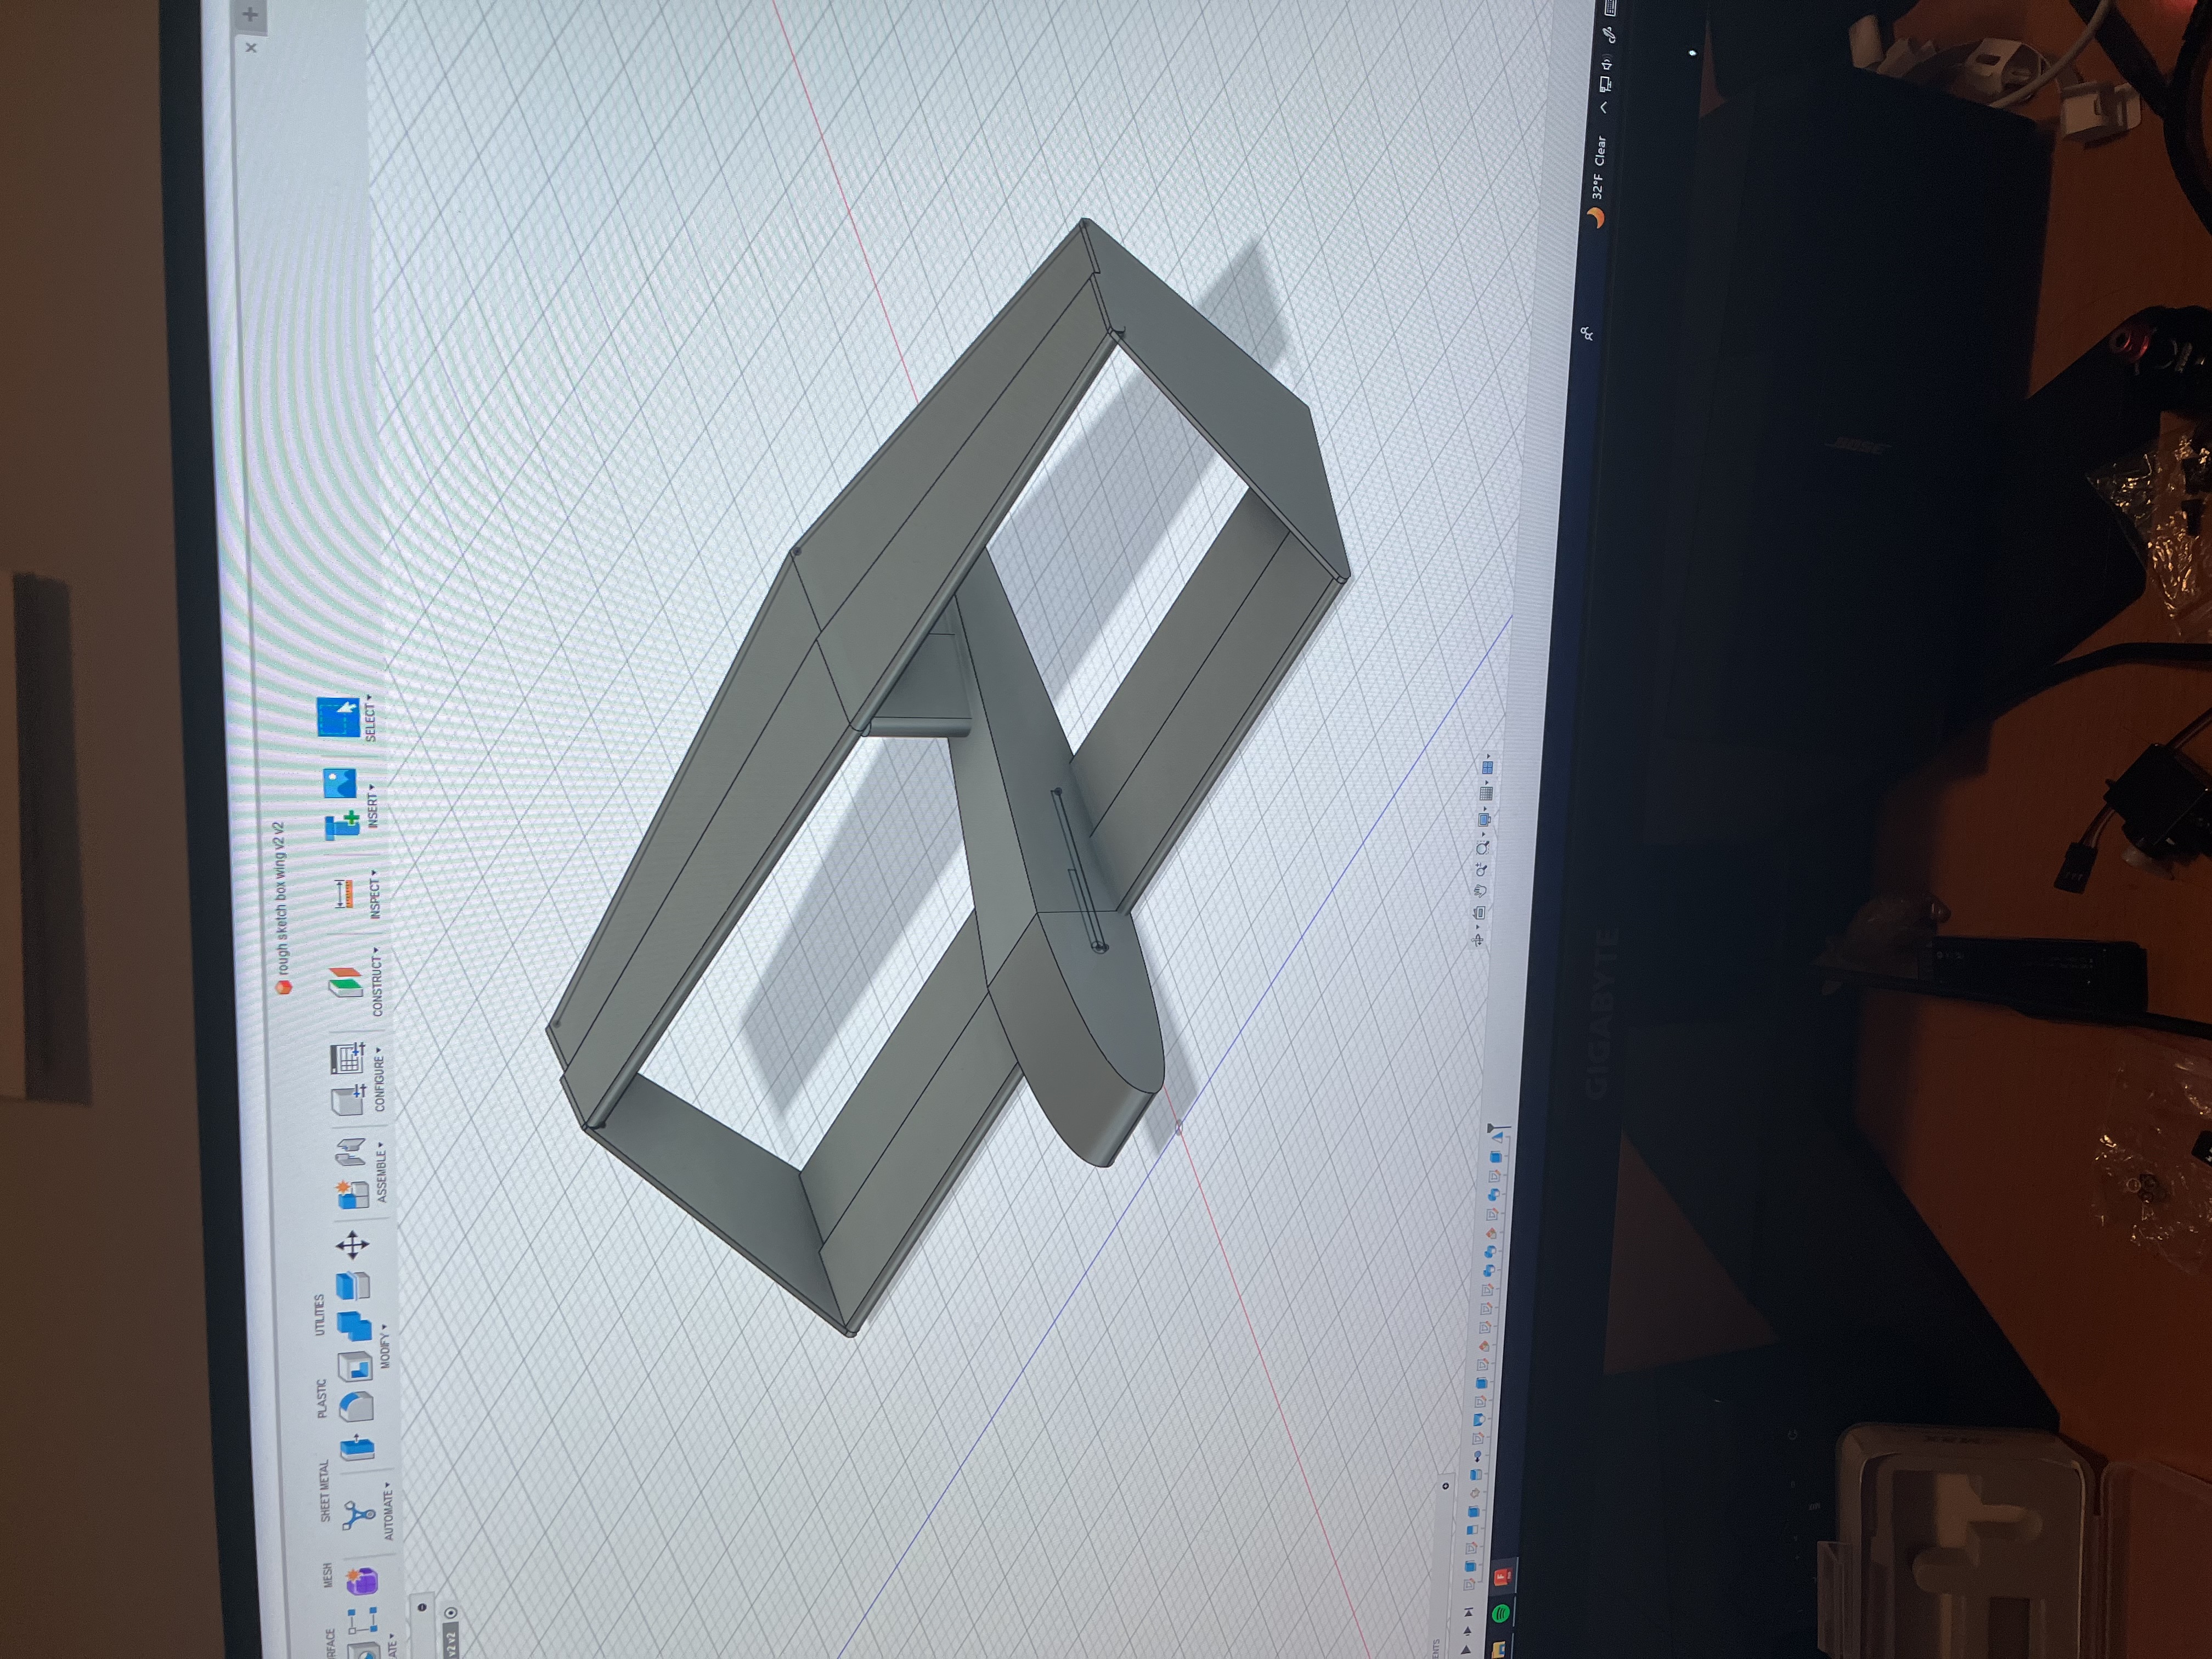 rough sketch box wing v2 v2
RFACE
MESH
SHEET METAL
PLASTIC
UTILITIES
ATE
AUTOMATE
MODIFY
ASSEMBLE
CONFIGURE
CONSTRUCT
INSPECT
INSERT
SELECT
v2 v2
ENTS
32°F Clear
GIGABYTE